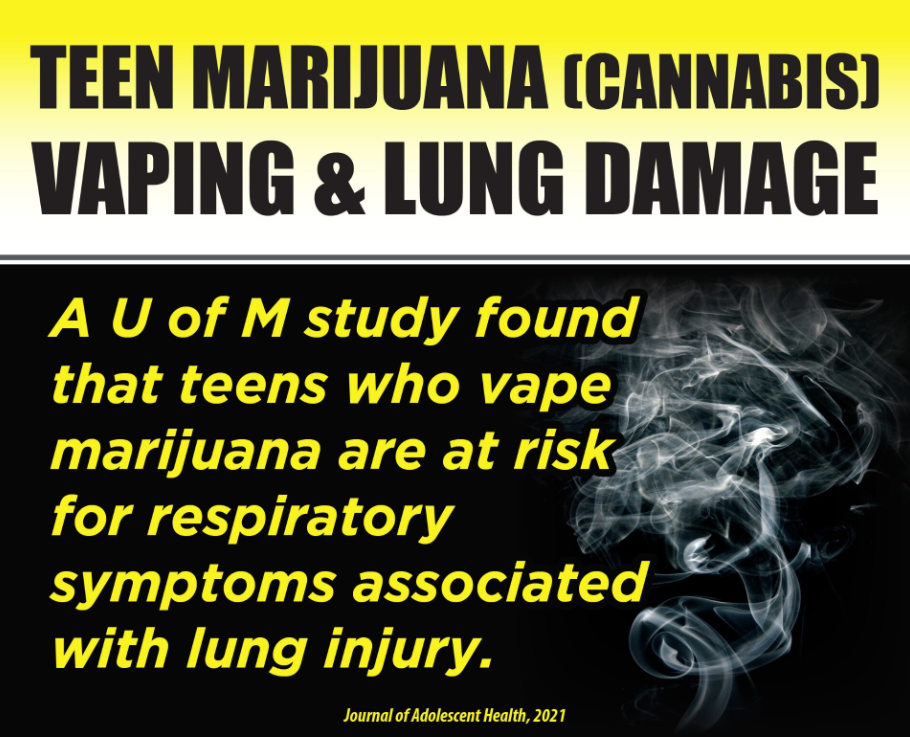 TEEN MARIJUANA (CANNABIS)
VAPING & LUNG DAMAGE
A U of M study found
that teens who vape
marijuana are at risk
for respiratory
symptoms associated
with lung injury.
Journal of Adolescent Health, 2021